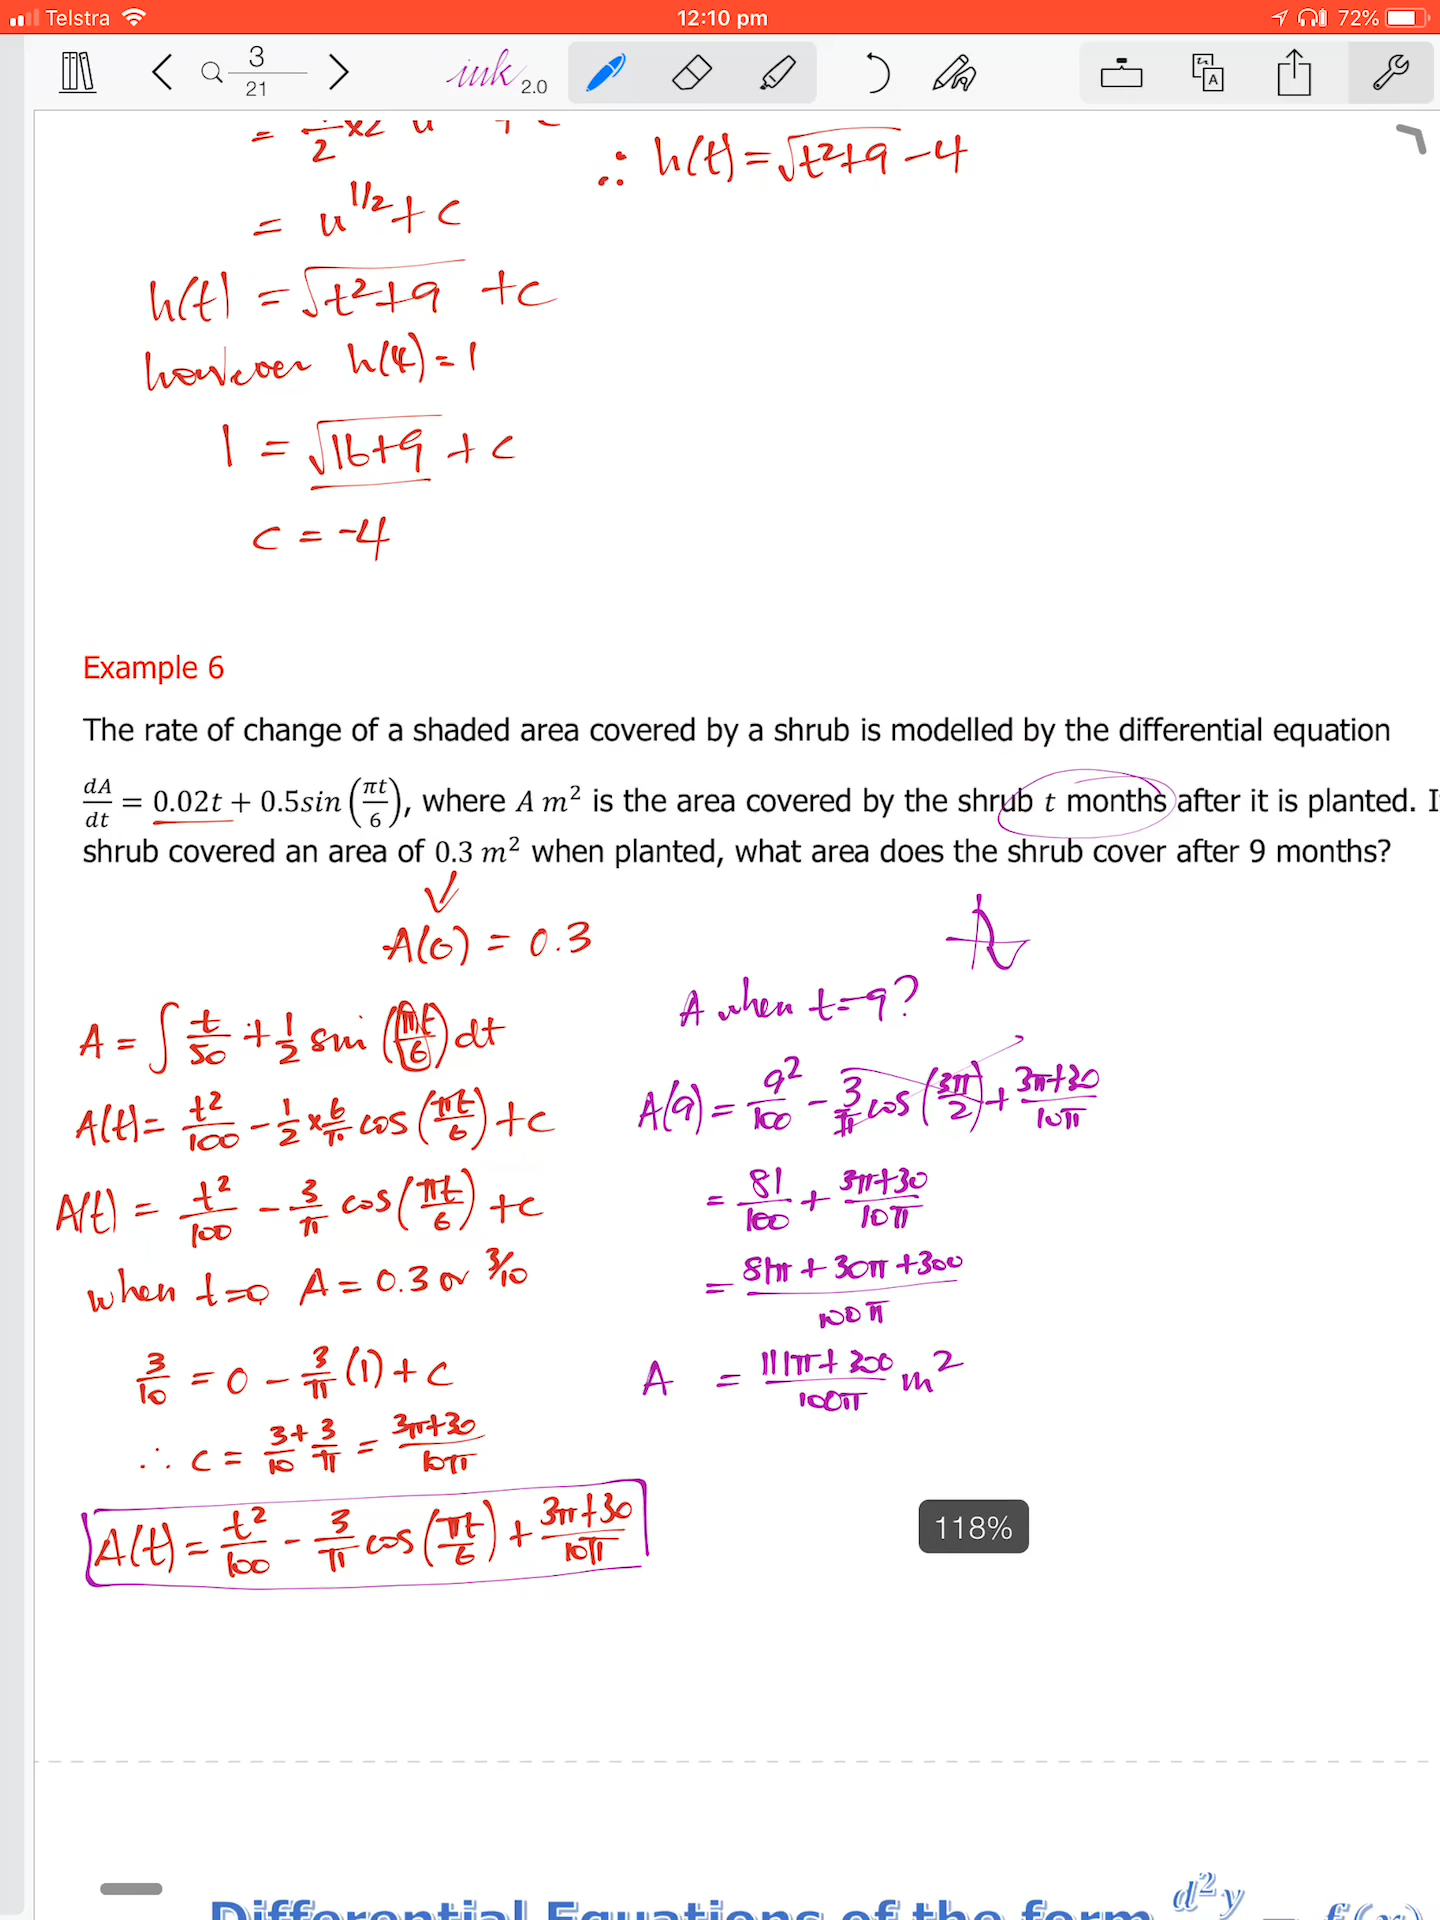 Telstra 12:10 pm 72%
3
21
ink 2.0
= 1/2 ×2 u
∴ h(t) = √(t²+9) − 4
= u^(1/2) + c
h(t) = √(t²+9) + c
however h(4) = 1
1 = √(16+9) + c
c = −4
Example 6
The rate of change of a shaded area covered by a shrub is modelled by the differential equation
dA/dt = 0.02t + 0.5sin(πt/6), where A m² is the area covered by the shrub t months after it is planted. I
shrub covered an area of 0.3 m² when planted, what area does the shrub cover after 9 months?
A(0) = 0.3
A = ∫ t/50 + 1/2 sin(πt/6) dt
A(t) = t²/100 − 1/2 × 6/π cos(πt/6) + c
A(t) = t²/100 − 3/π cos(πt/6) + c
when t=0 A = 0.3 or 3/10
3/10 = 0 − 3/π (1) + c
∴ c = 3/10 + 3/π = (3π+30)/10π
A(t) = t²/100 − 3/π cos(πt/6) + (3π+30)/10π
A when t=9?
A(9) = 9²/100 − 3/π cos(3π/2) + (3π+30)/10π
= 81/100 + (3π+30)/10π
= (81π + 30π + 300)/100π
A = (111π + 300)/100π m²
118%
Differential Equations of the form d²y = f(x)